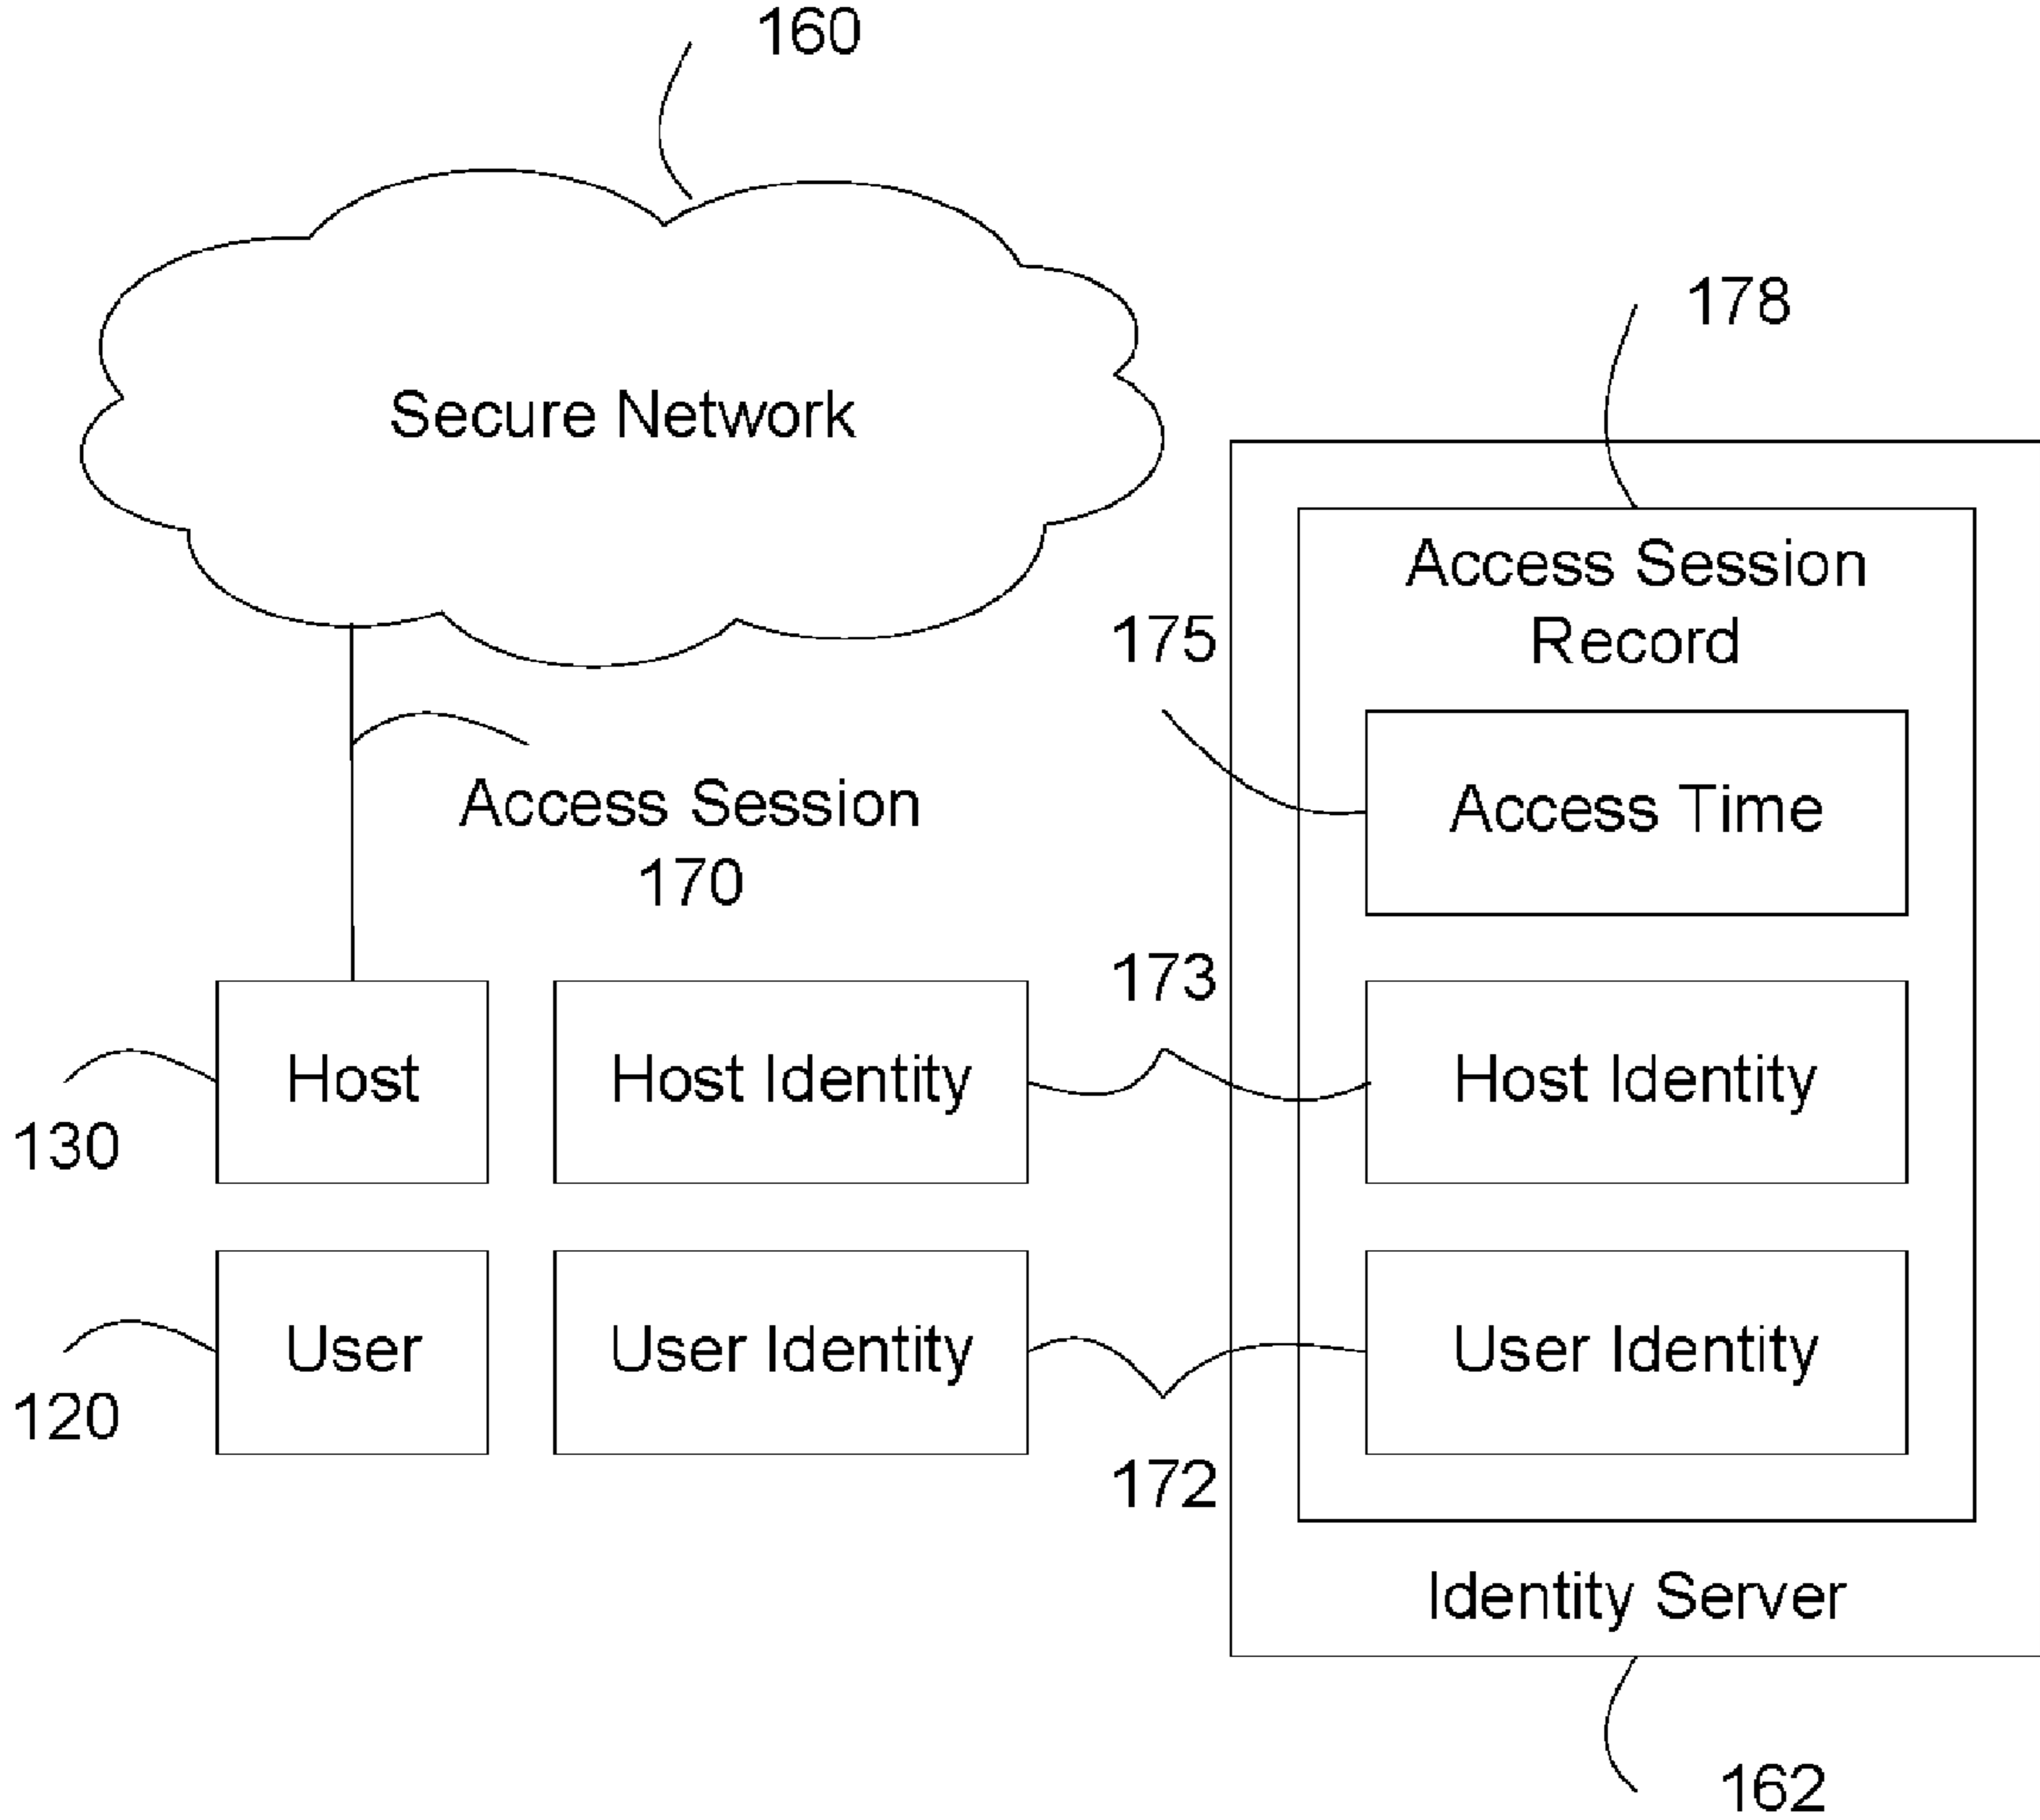 160
Secure Network
178
Access Session
Record
175
Access Time
Access Session
170
173
Host
Host Identity
Host Identity
130
User
User Identity
User Identity
120
172
Identity Server
162